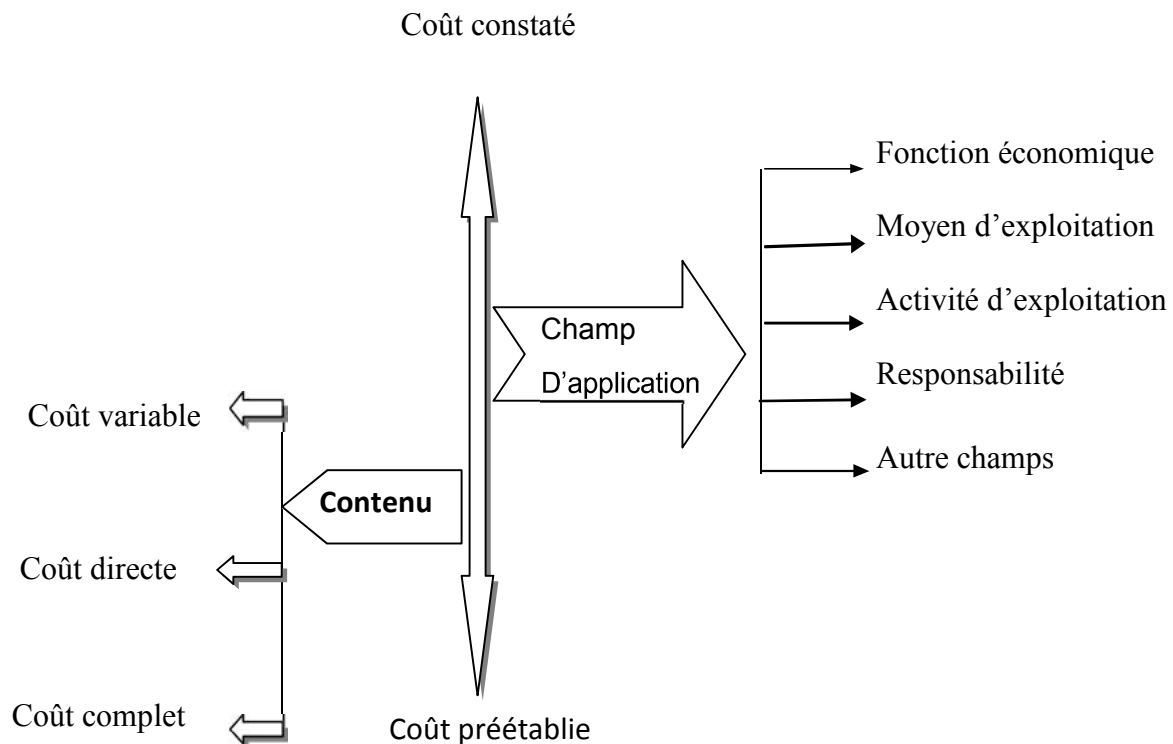 Coût constaté
Fonction économique
Moyen d’exploitation
Activité d’exploitation
Responsabilité
Autre champs
Champ
D’application
Coût variable
Contenu
Coût directe
Coût complet
Coût préétablie